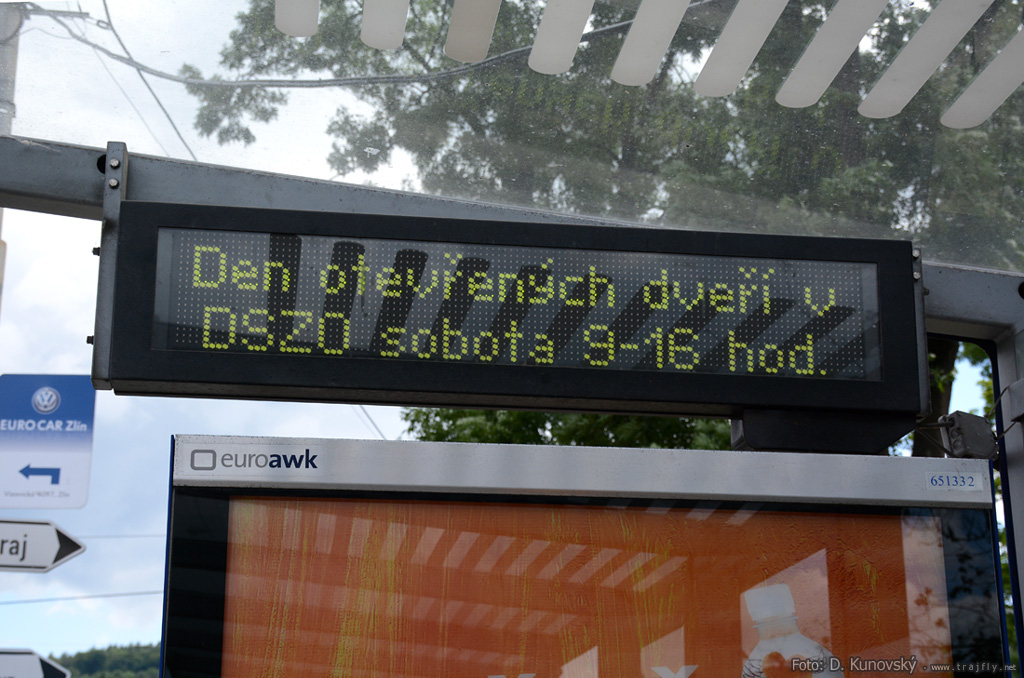 Den otevřených dveří v
DSZO sobota 9-16 hod.
EURO CAR Zlín
euroawk
651332
raj
Foto: D. Kunovský - www.trajfly.net